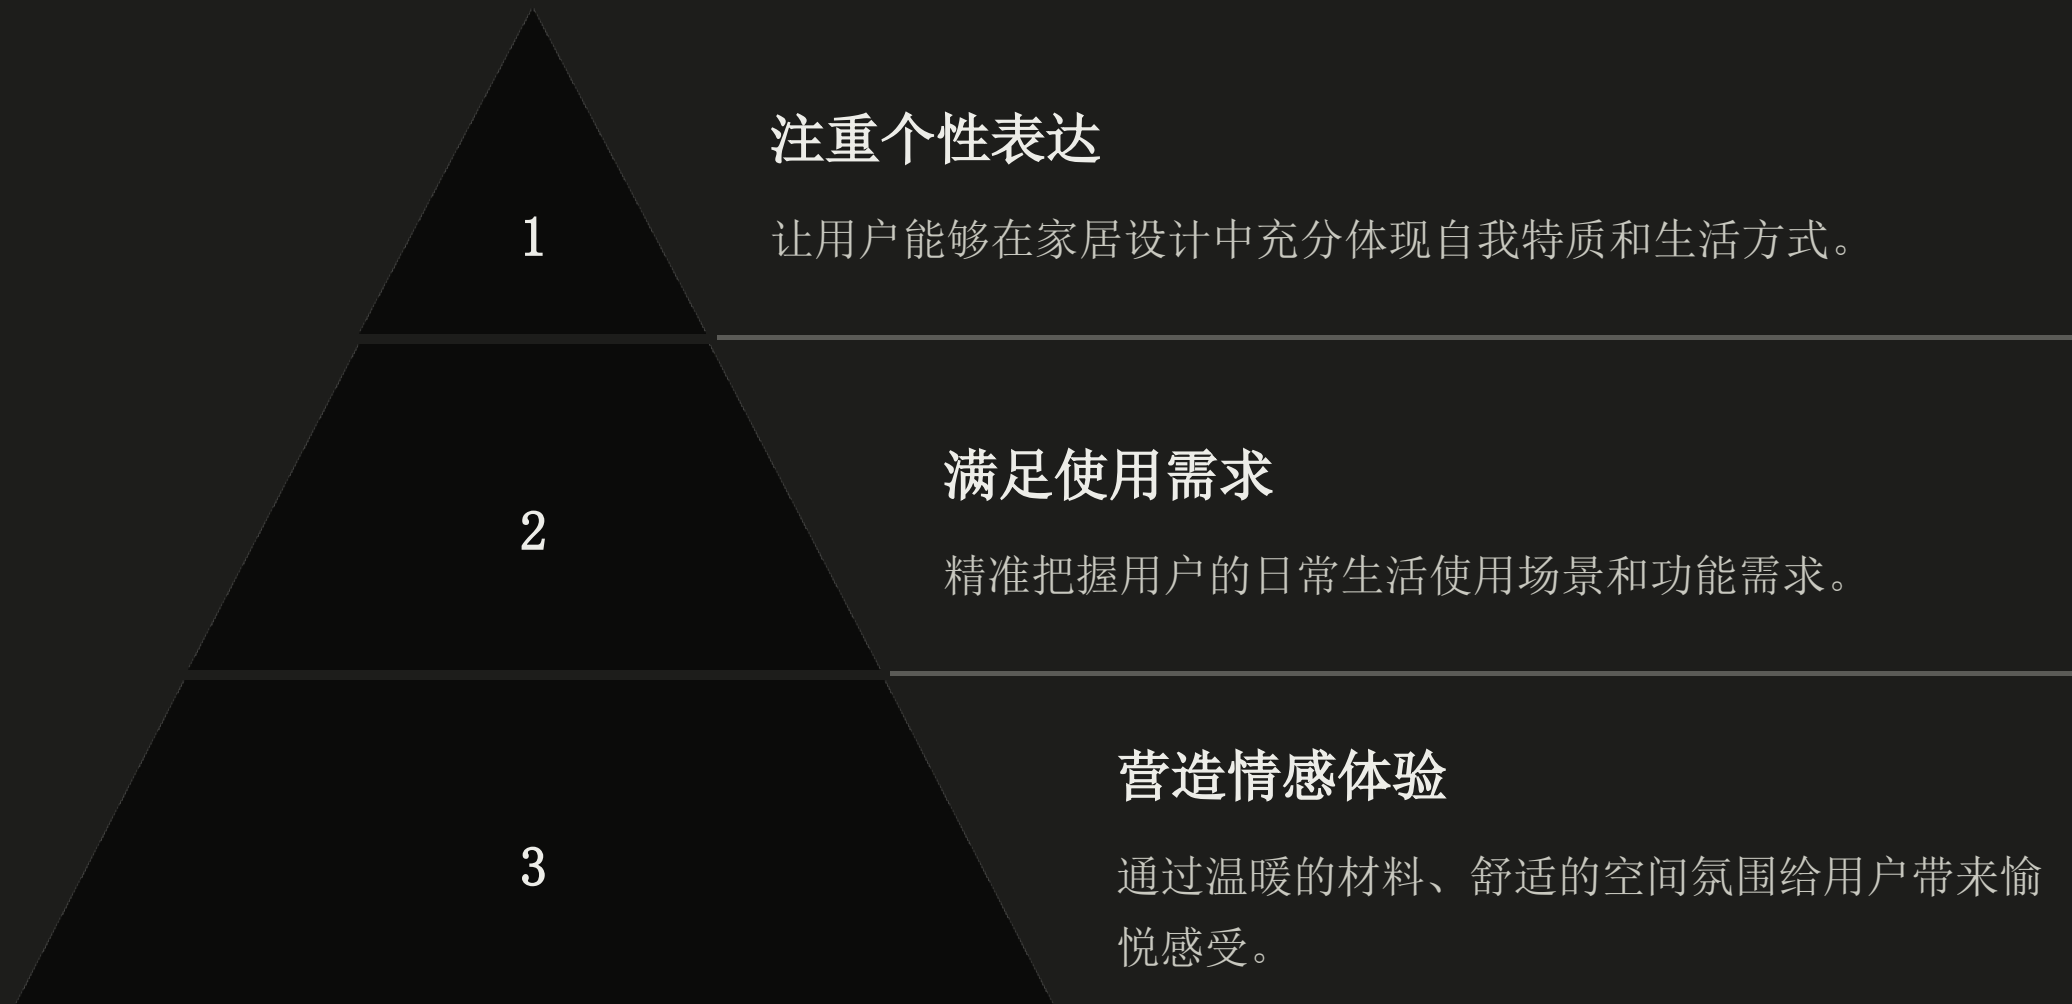 注重个性表达
1
让用户能够在家居设计中充分体现自我特质和生活方式。
满足使用需求
2
精准把握用户的日常生活使用场景和功能需求。
营造情感体验
3
通过温暖的材料、舒适的空间氛围给用户带来愉
悦感受。